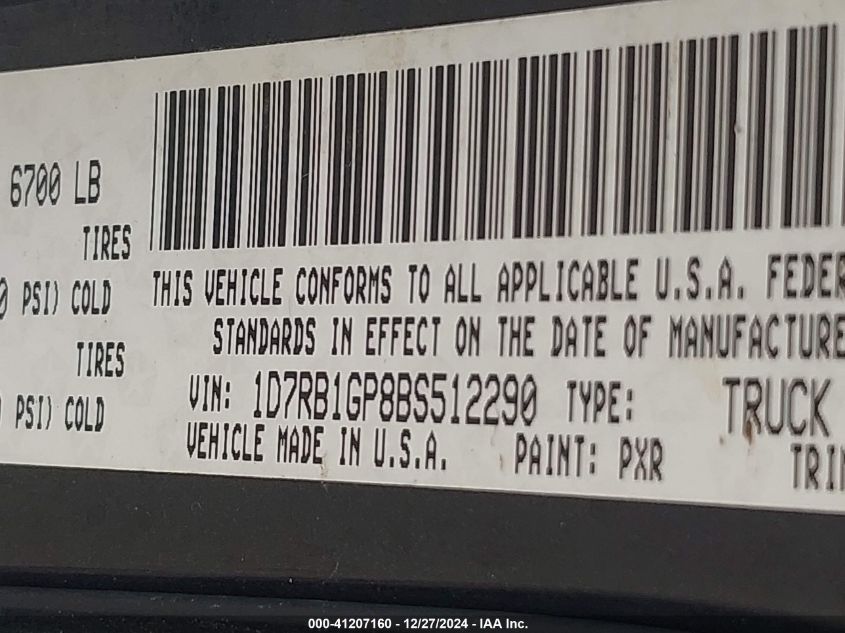 6700 LB
TIRES
0 PSI) COLD
TIRES
PSI) COLD
THIS VEHICLE CONFORMS TO ALL APPLICABLE U.S.A. FEDER
STANDARDS IN EFFECT ON THE DATE OF MANUFACTURE
VIN: 1D7RB1GP8BS512290 TYPE: TRUCK
VEHICLE MADE IN U.S.A. PAINT: PXR TRIM
000-41207160 - 12/27/2024 - IAA Inc.